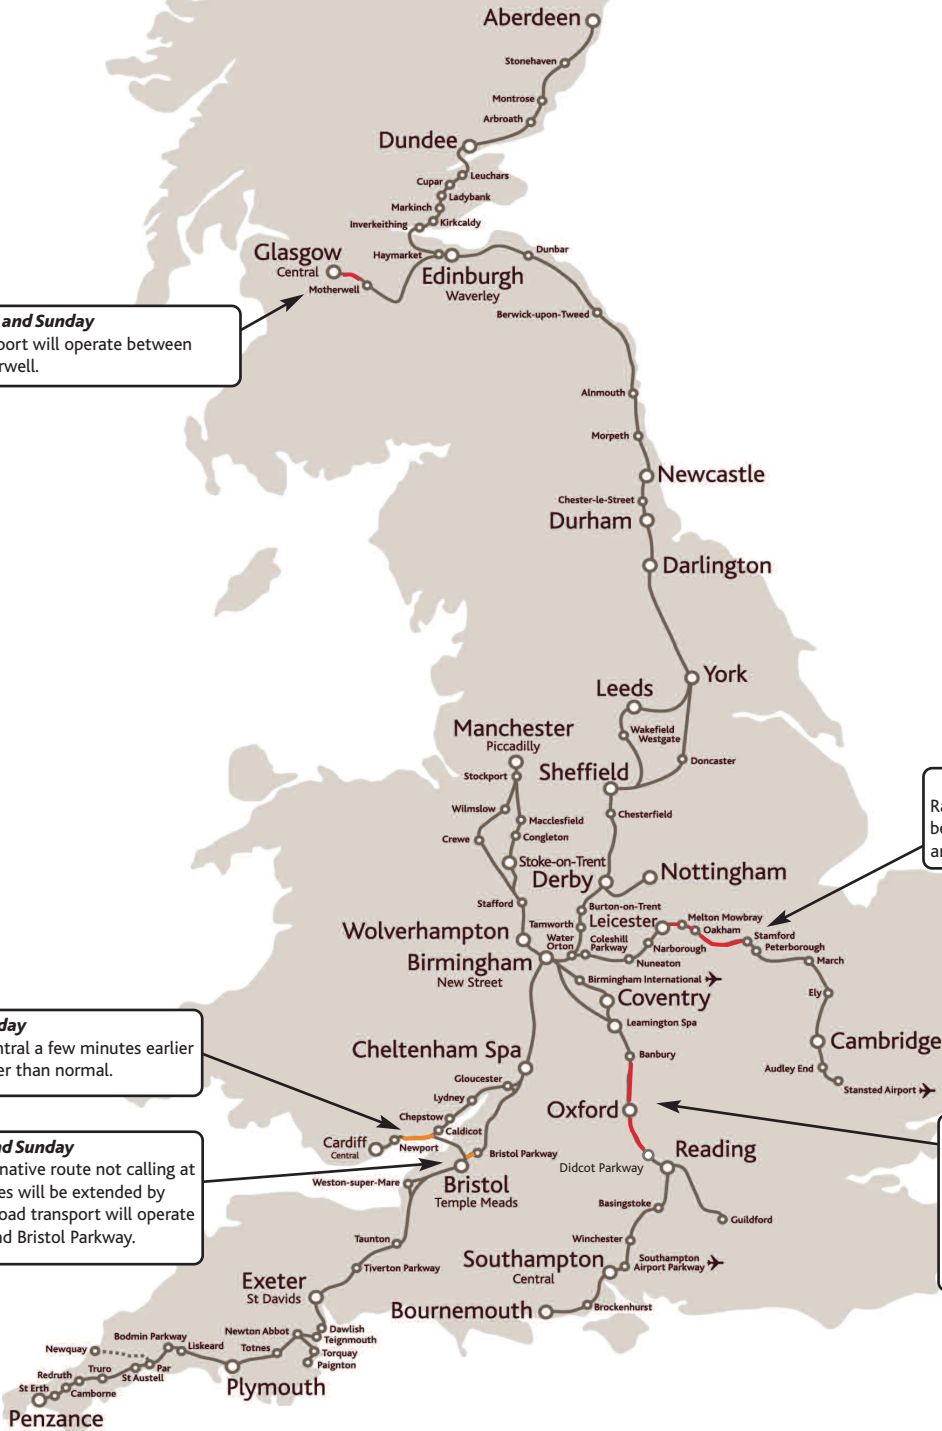 Aberdeen
Stonehaven
Montrose
Arbroath
Dundee
Leuchars
Cupar
Ladybank
Markinch
Kirkcaldy
Inverkeithing
Glasgow
Central
Haymarket
Edinburgh
Waverley
Dunbar
Motherwell
Berwick-upon-Tweed
and Sunday
port will operate between
rwell.
Alnmouth
Morpeth
Newcastle
Chester-le-Street
Durham
Darlington
York
Leeds
Wakefield
Westgate
Manchester
Piccadilly
Doncaster
Stockport
Sheffield
Wilmslow
Macclesfield
Chesterfield
Crewe
Congleton
Stoke-on-Trent
Derby
Nottingham
Stafford
Burton-on-Trent
Tamworth
Leicester
Melton Mowbray
Oakham
Stamford
Peterborough
March
Wolverhampton
Water
Orton
Coleshill
Parkway
Narborough
Nuneaton
Birmingham
New Street
Birmingham International
Coventry
Ely
Leamington Spa
Cambridge
Banbury
Audley End
Stansted Airport
day
ntral a few minutes earlier
er than normal.
Cheltenham Spa
Gloucester
Lydney
Chepstow
Caldicot
Oxford
Cardiff
Central
Newport
Bristol Parkway
Reading
Didcot Parkway
nd Sunday
native route not calling at
es will be extended by
oad transport will operate
nd Bristol Parkway.
Weston-super-Mare
Bristol
Temple Meads
Basingstoke
Guildford
Taunton
Winchester
Tiverton Parkway
Southampton
Central
Southampton
Airport Parkway
Exeter
St Davids
Bournemouth
Brockenhurst
Newton Abbot
Dawlish
Teignmouth
Torquay
Paignton
Totnes
Bodmin Parkway
Liskeard
Newquay
Par
St Austell
Truro
Redruth
Camborne
St Erth
Plymouth
Penzance